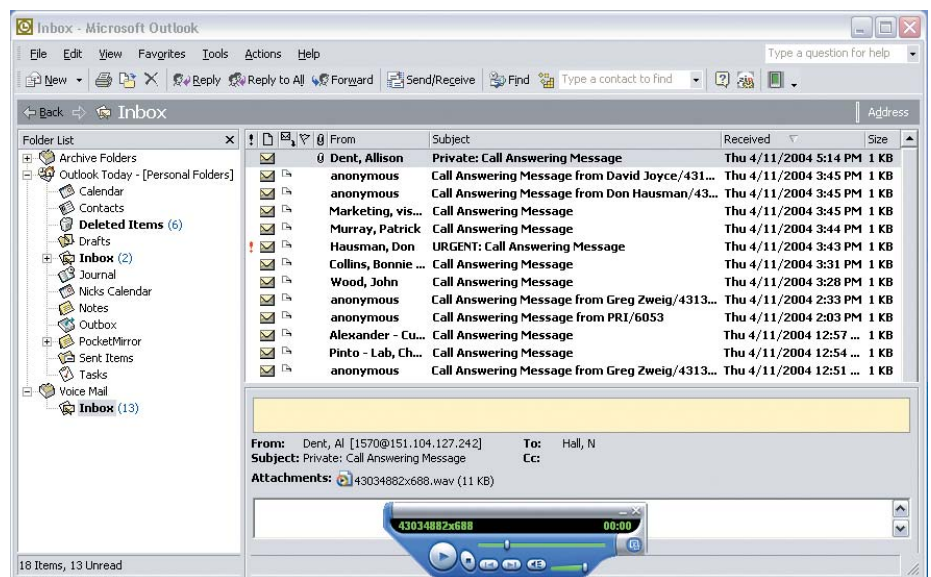 Inbox - Microsoft Outlook
File Edit View Favorites Tools Actions Help Type a question for help
New Reply Reply to All Forward Send/Receive Find Type a contact to find
Back Inbox Address
Folder List X ! From Subject Received Size
Archive Folders
Outlook Today - [Personal Folders]
Calendar
Contacts
Deleted Items (6)
Drafts
Inbox (2)
Journal
Nicks Calendar
Notes
Outbox
PocketMirror
Sent Items
Tasks
Voice Mail
Inbox (13)
Dent, Allison Private: Call Answering Message Thu 4/11/2004 5:14 PM 1 KB
anonymous Call Answering Message from David Joyce/431... Thu 4/11/2004 3:45 PM 1 KB
anonymous Call Answering Message from Don Hausman/43... Thu 4/11/2004 3:45 PM 1 KB
Marketing, vis... Call Answering Message Thu 4/11/2004 3:45 PM 1 KB
Murray, Patrick Call Answering Message Thu 4/11/2004 3:44 PM 1 KB
! Hausman, Don URGENT: Call Answering Message Thu 4/11/2004 3:43 PM 1 KB
Collins, Bonnie ... Call Answering Message Thu 4/11/2004 3:31 PM 1 KB
Wood, John Call Answering Message Thu 4/11/2004 3:28 PM 1 KB
anonymous Call Answering Message from Greg Zweig/4313... Thu 4/11/2004 2:33 PM 1 KB
anonymous Call Answering Message from PRI/6053 Thu 4/11/2004 2:03 PM 1 KB
Alexander - Cu... Call Answering Message Thu 4/11/2004 12:57 ... 1 KB
Pinto - Lab, Ch... Call Answering Message Thu 4/11/2004 12:54 ... 1 KB
anonymous Call Answering Message from Greg Zweig/4313... Thu 4/11/2004 12:51 ... 1 KB
From: Dent, Al [1570@151.104.127.242] To: Hall, N
Subject: Private: Call Answering Message Cc:
Attachments: 43034882x688.wav (11 KB)
43034882x688 00:00
18 Items, 13 Unread